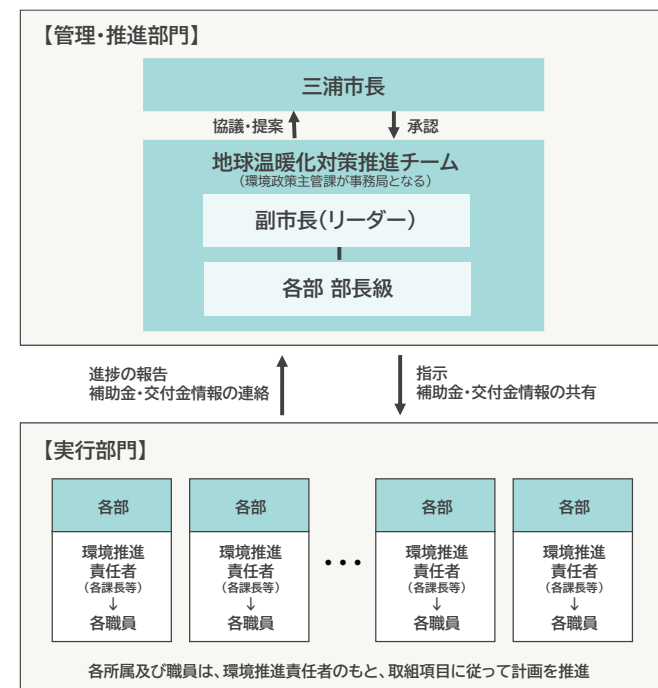 【管理・推進部門】
三浦市長
協議・提案
承認
地球温暖化対策推進チーム
(環境政策主管課が事務局となる)
副市長(リーダー)
各部 部長級
進捗の報告
補助金・交付金情報の連絡
指示
補助金・交付金情報の共有
【実行部門】
各部
環境推進
責任者
(各課長等)
↓
各職員
各部
環境推進
責任者
(各課長等)
↓
各職員
•••
各部
環境推進
責任者
(各課長等)
↓
各職員
各部
環境推進
責任者
(各課長等)
↓
各職員
各所属及び職員は、環境推進責任者のもと、取組項目に従って計画を推進